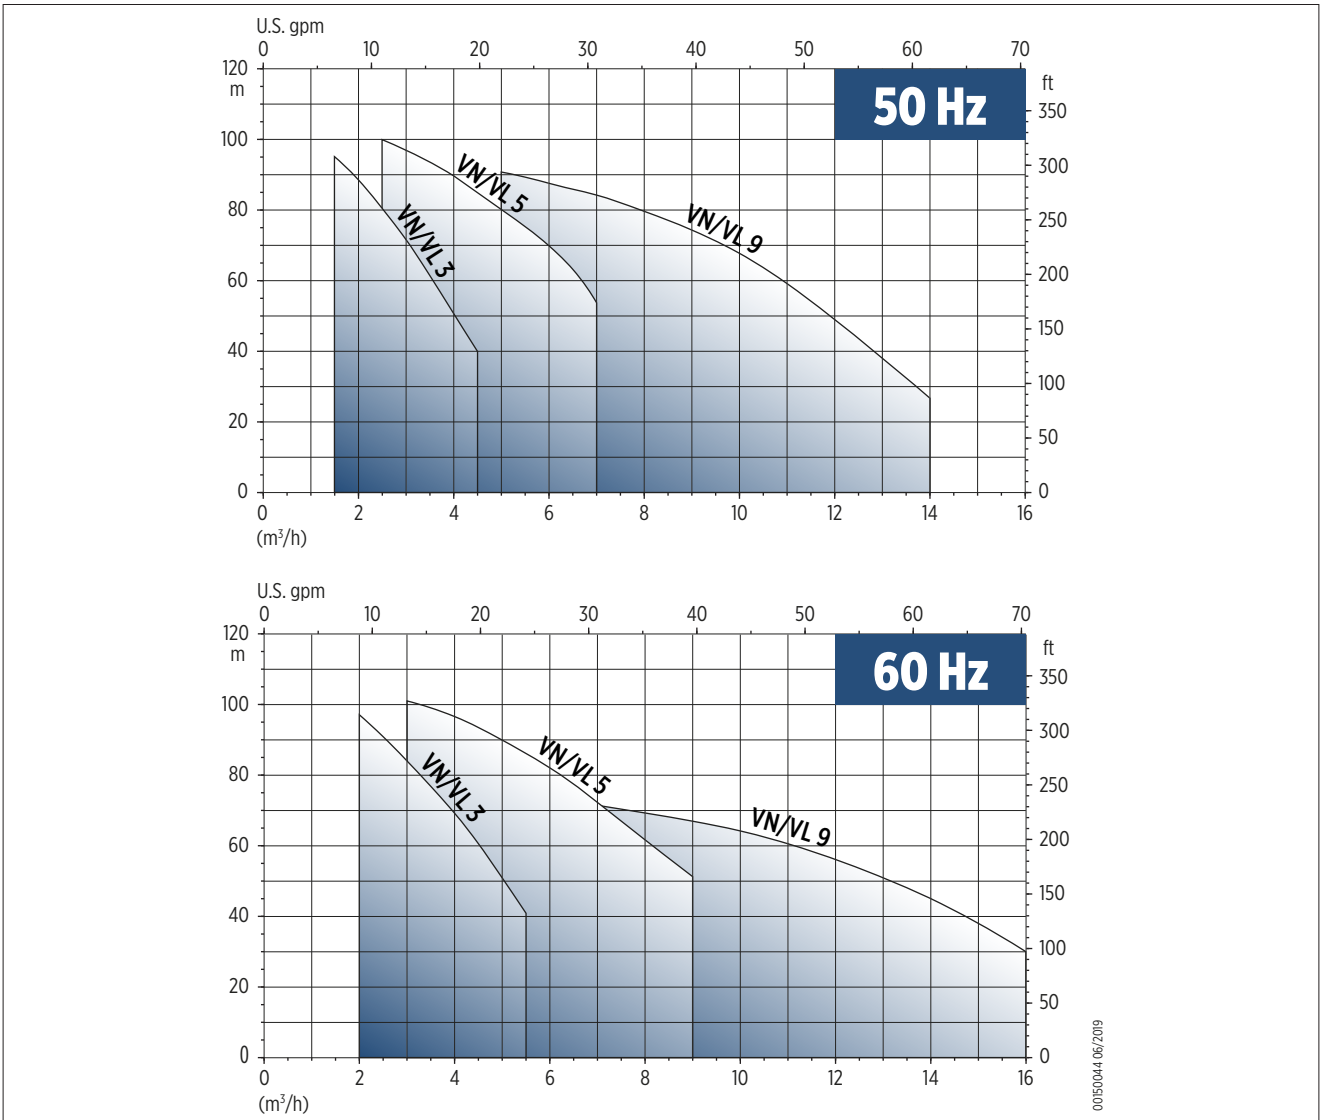 U.S. gpm
0 10 20 30 40 50 60 70
120
m
ft
50 Hz
350
100
300
80
250
60
200
150
40
100
20
50
0
0
VN/VL 3
VN/VL 5
VN/VL 9
0 2 4 6 8 10 12 14 16
(m³/h)
U.S. gpm
0 10 20 30 40 50 60 70
120
m
ft
60 Hz
350
100
300
80
250
60
200
150
40
100
20
50
0
0
VN/VL 3
VN/VL 5
VN/VL 9
0 2 4 6 8 10 12 14 16
(m³/h)
00150044 06/2019